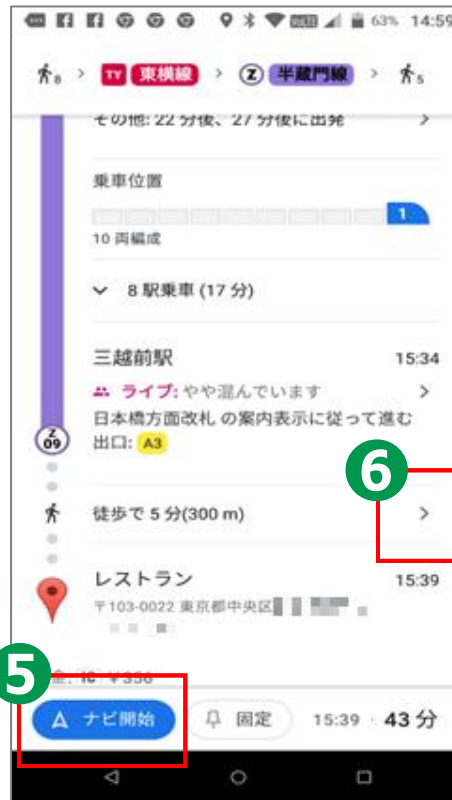 63% 14:59
8 > TY 東横線 > Z 半蔵門線 > 5
その他: 22 分後、27 分後に出発
乗車位置
1
10 両編成
8 駅乗車 (17 分)
三越前駅 15:34
ライブ: やや混んでいます
日本橋方面改札 の案内表示に従って進む
Z 09 出口: A3
6
徒歩で 5 分(300 m)
レストラン 15:39
〒103-0022 東京都中央区
5
ナビ開始 固定 15:39 · 43 分